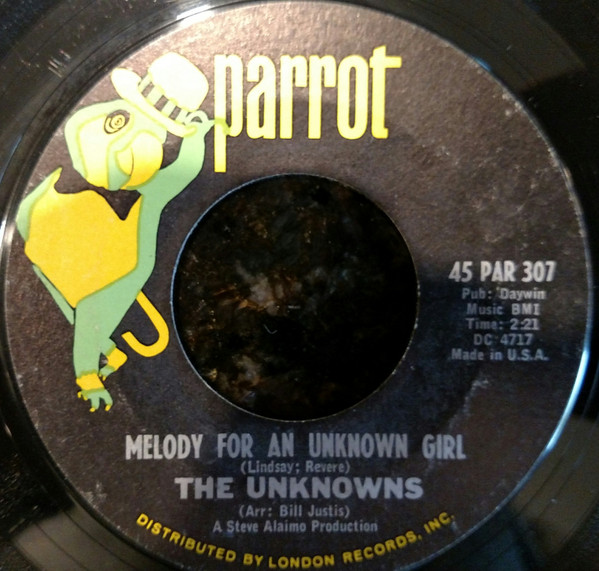 parrot
45 PAR 307
Pub: Daywin
Music BMI
Time: 2:21
DC 4717
Made in U.S.A.
MELODY FOR AN UNKNOWN GIRL
(Lindsay; Revere)
THE UNKNOWNS
(Arr: Bill Justis)
A Steve Alaimo Production
DISTRIBUTED BY LONDON RECORDS, INC.